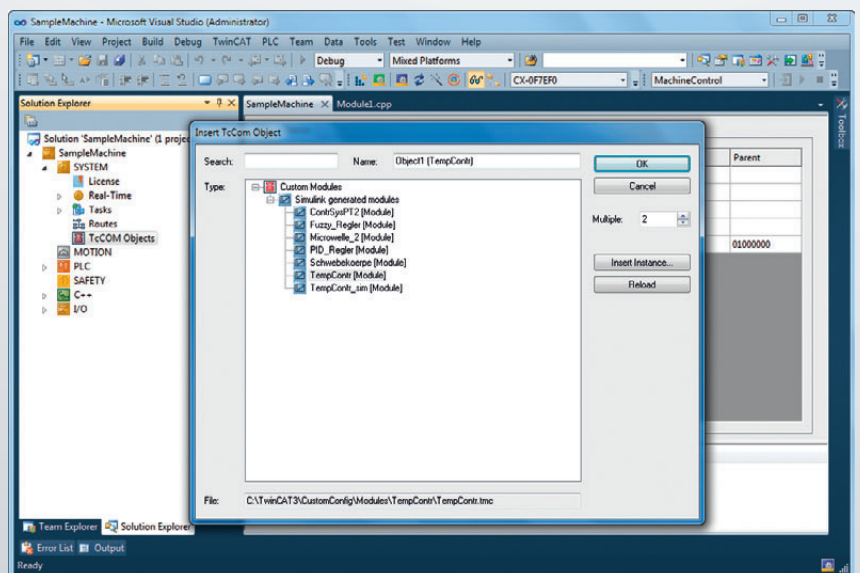 SampleMachine - Microsoft Visual Studio (Administrator)
File Edit View Project Build Debug TwinCAT PLC Team Data Tools Test Window Help
Debug
Mixed Platforms
CX-0F7EF0
MachineControl
Solution Explorer
SampleMachine
Module1.cpp
Toolbox
Solution 'SampleMachine' (1 projec
SampleMachine
SYSTEM
License
Real-Time
Tasks
Routes
TcCOM Objects
MOTION
PLC
SAFETY
C++
I/O
Insert TcCom Object
Search:
Name:
Object1 (TempContr)
OK
Type:
Custom Modules
Simulink generated modules
ContrSysPT2 [Module]
Fuzzy_Regler [Module]
Microwelle_2 [Module]
PID_Regler [Module]
Schwebekoerpe [Module]
TempContr [Module]
TempContr_sim [Module]
Cancel
Multiple:
2
Insert Instance...
Reload
File:
C:\TwinCAT3\CustomConfig\Modules\TempContr\TempContr.tmc
Parent
01000000
Team Explorer
Solution Explorer
Error List
Output
Ready